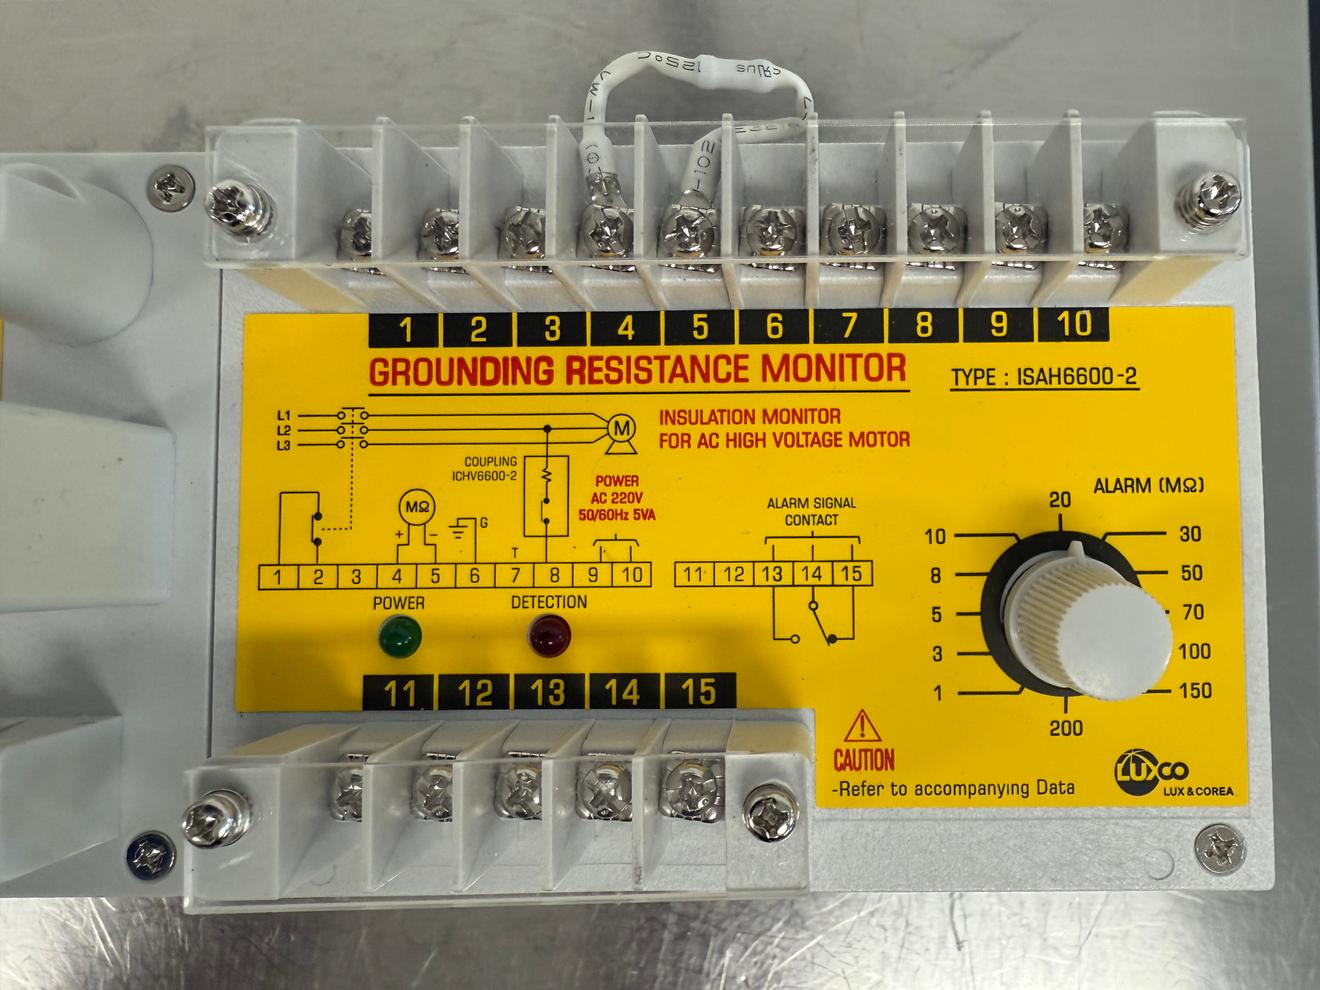 VW-1
125°C
1 2 3 4 5 6 7 8 9 10
GROUNDING RESISTANCE MONITOR
TYPE : ISAH6600-2
INSULATION MONITOR
FOR AC HIGH VOLTAGE MOTOR
L1
L2
L3
M
COUPLING
ICHV6600-2
POWER
AC 220V
50/60Hz 5VA
MΩ
+ -
G
T
1 2 3 4 5 6 7 8 9 10
POWER
DETECTION
ALARM SIGNAL
CONTACT
11 12 13 14 15
ALARM (MΩ)
20
10 30
8 50
5 70
3 100
1 150
200
11 12 13 14 15
CAUTION
-Refer to accompanying Data
LUXCO
LUX & COREA